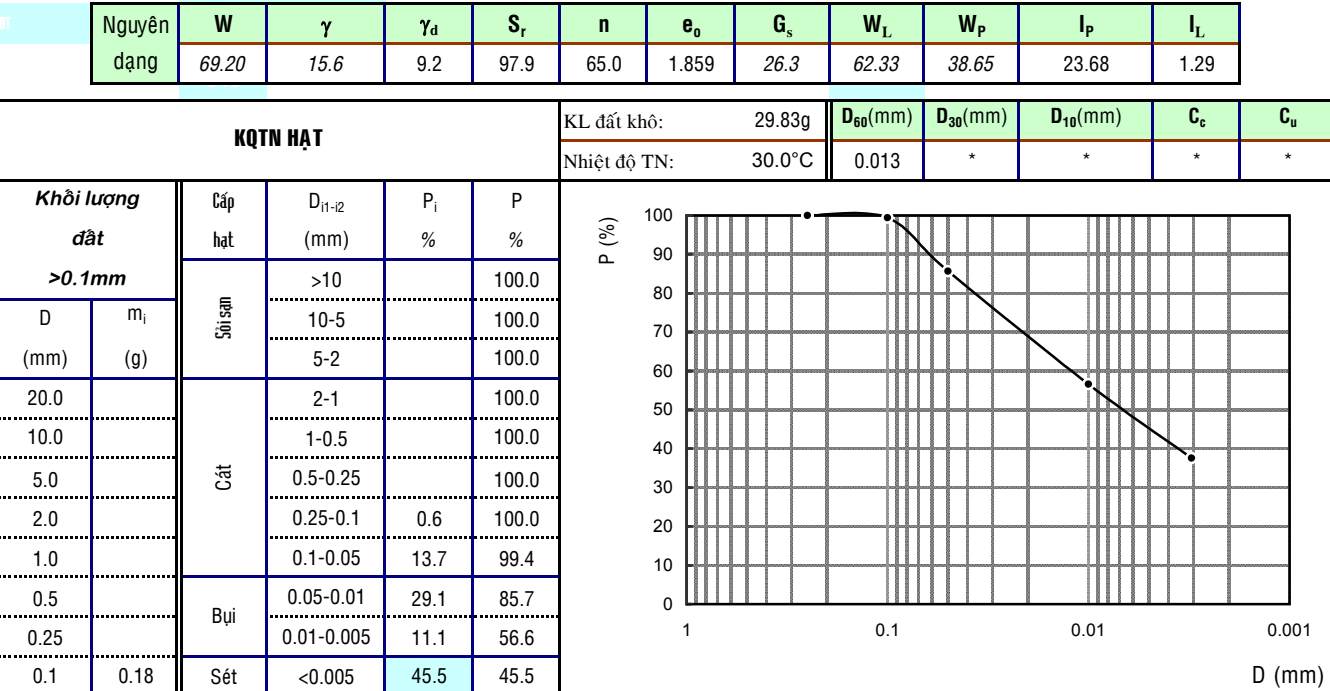 Nguyên W γ γd Sr n eo Gs WL WP IP IL
dạng 69.20 15.6 9.2 97.9 65.0 1.859 26.3 62.33 38.65 23.68 1.29
KQTN HẠT
KL đất khô: 29.83g D60(mm) D30(mm) D10(mm) Cc Cu
Nhiệt độ TN: 30.0°C 0.013 * * * *
Khối lượng Cấp Di1-i2 Pi P
đất hạt (mm) % %
>0.1mm >10 100.0
Sỏi sạn
D mi 10-5 100.0
(mm) (g) 5-2 100.0
20.0 2-1 100.0
10.0 1-0.5 100.0
Cát
5.0 0.5-0.25 100.0
2.0 0.25-0.1 0.6 100.0
1.0 0.1-0.05 13.7 99.4
0.5 0.05-0.01 29.1 85.7
Bụi
0.25 0.01-0.005 11.1 56.6
0.1 0.18 Sét <0.005 45.5 45.5
P (%)
100
90
80
70
60
50
40
30
20
10
0
1 0.1 0.01 0.001
D (mm)